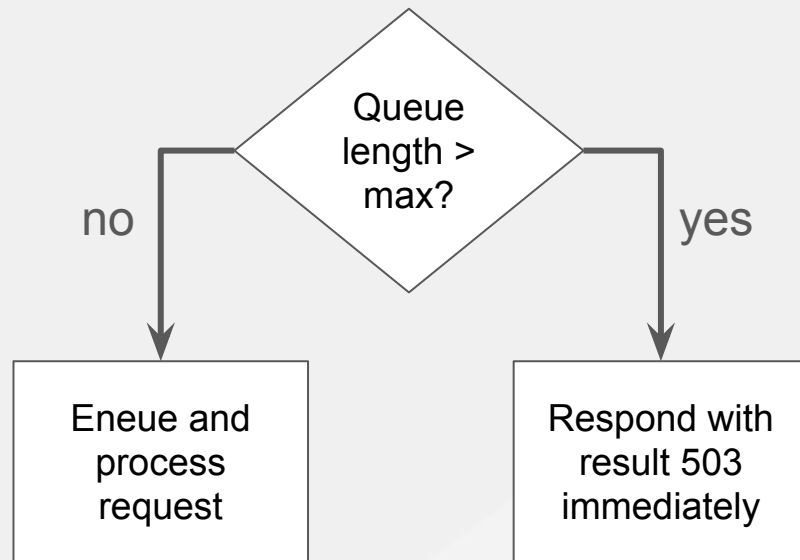 Queue
length >
max?
no
yes
Eneue and
process
request
Respond with
result 503
immediately